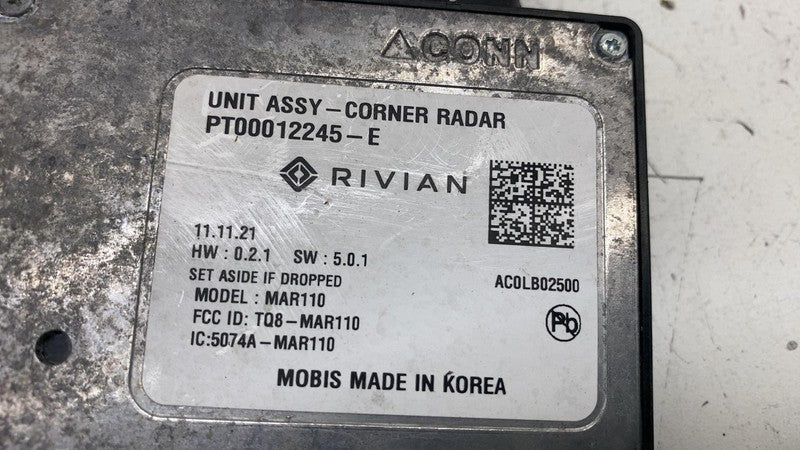 CONN
UNIT ASSY-CORNER RADAR
PT00012245-E
RIVIAN
11.11.21
HW : 0.2.1 SW : 5.0.1
SET ASIDE IF DROPPED
AC0LB02500
MODEL : MAR110
FCC ID: TQ8-MAR110
Pb
IC:5074A-MAR110
MOBIS MADE IN KOREA